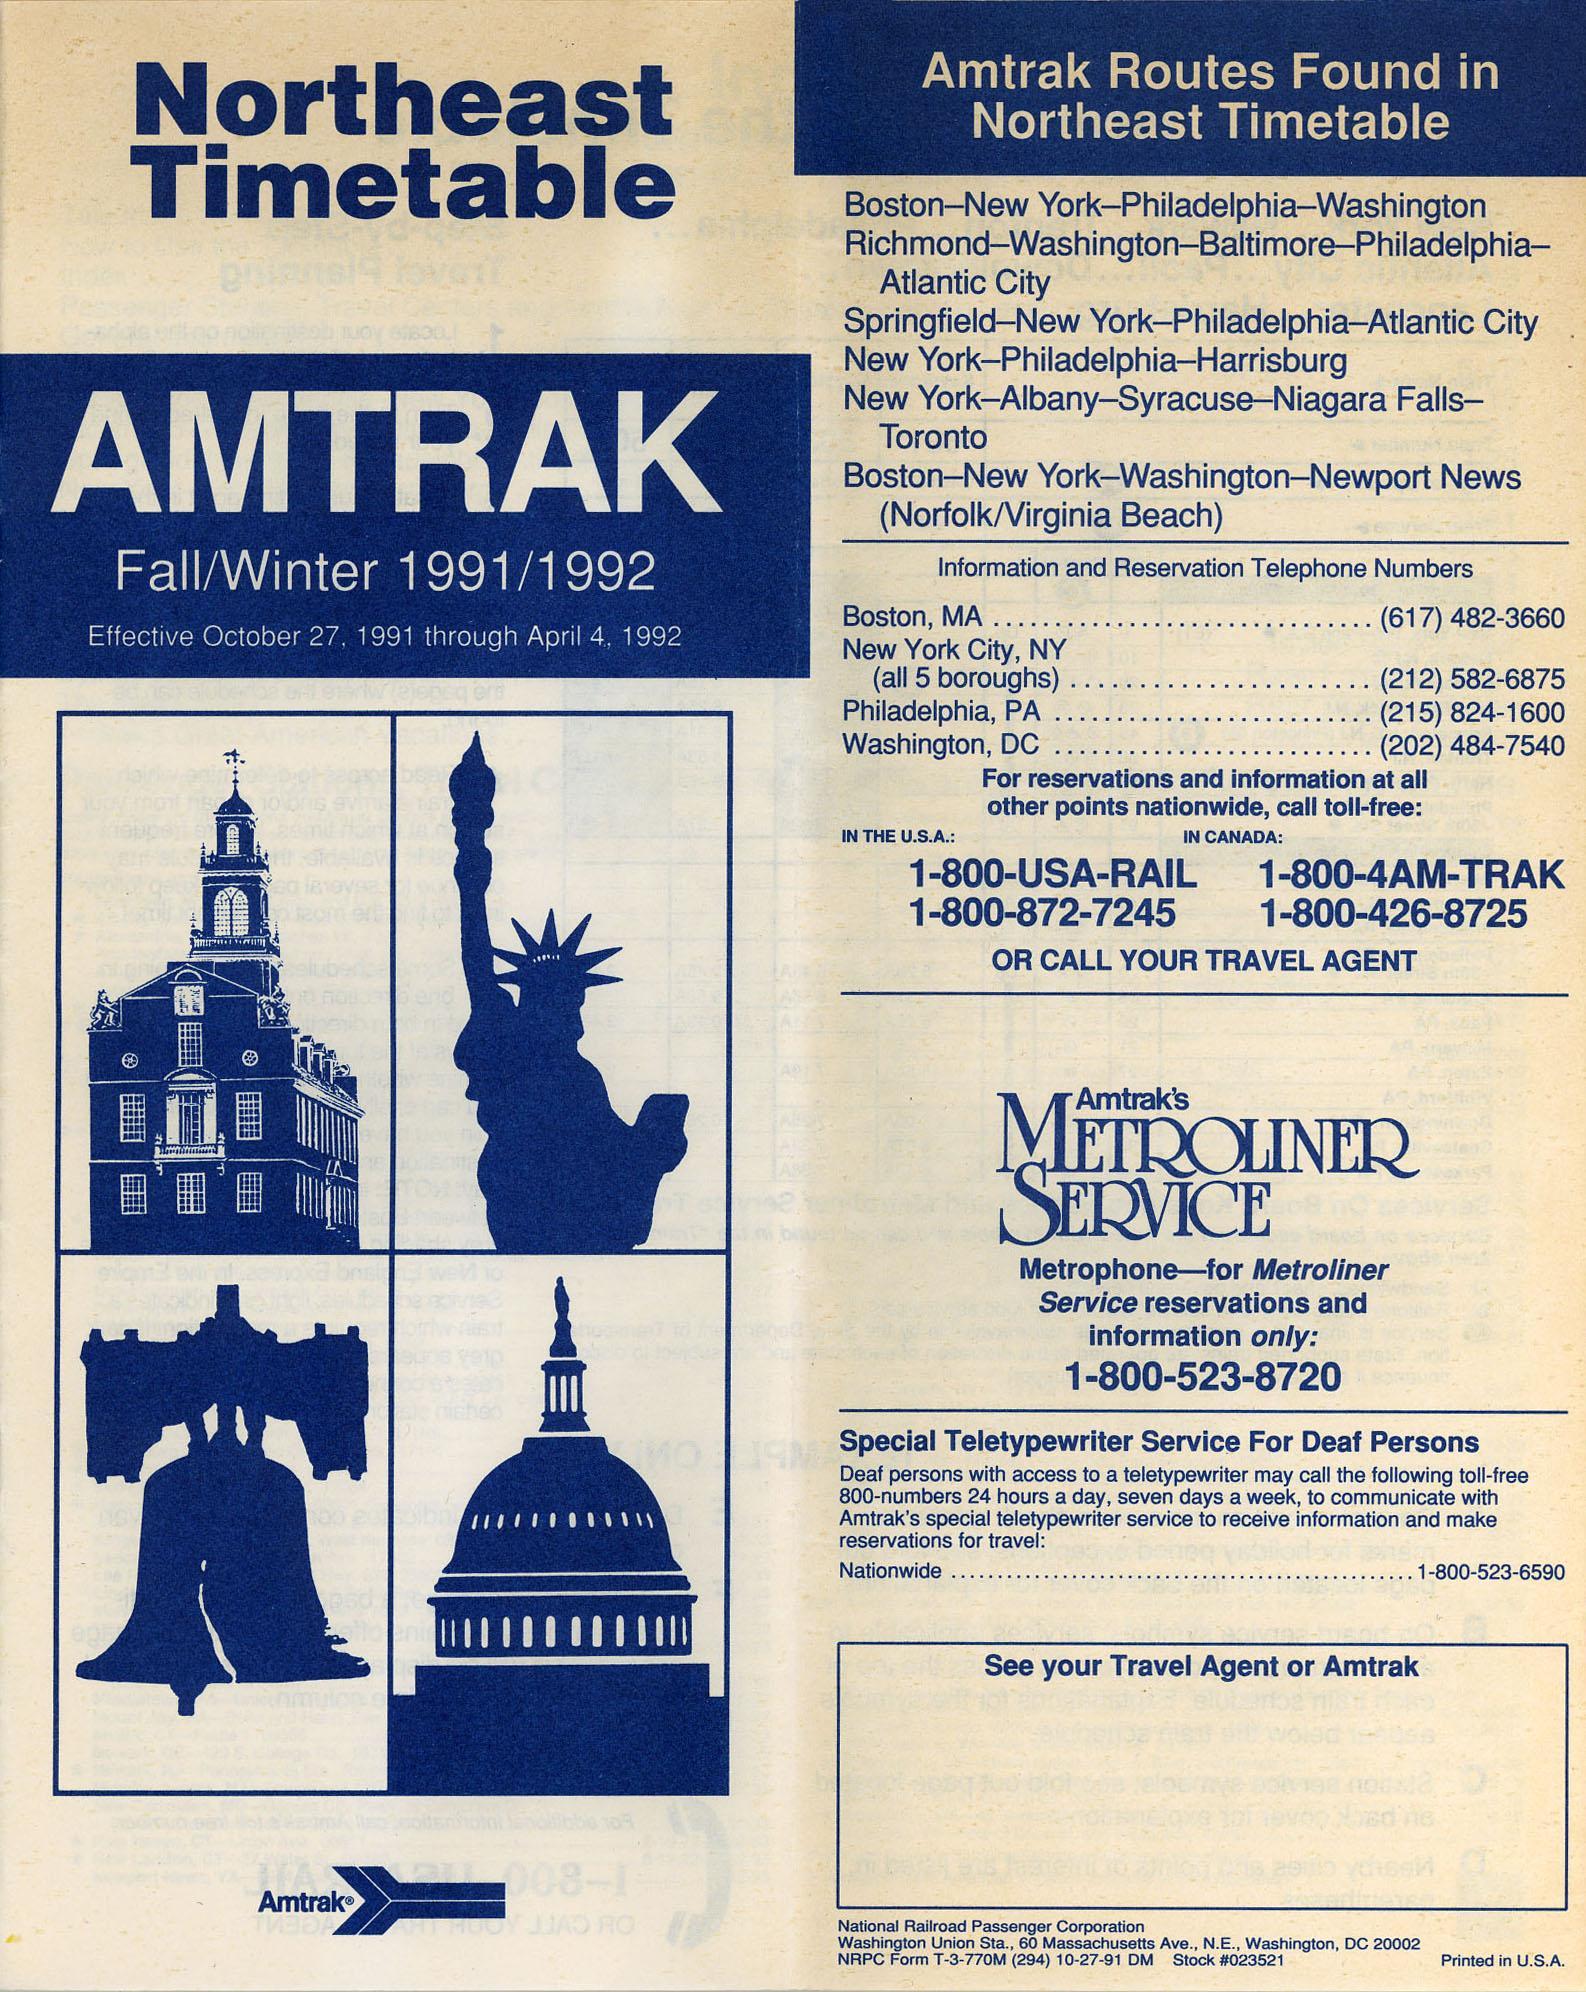 Northeast
Timetable
AMTRAK
Fall/Winter 1991/1992
Effective October 27, 1991 through April 4, 1992
Amtrak®
Amtrak Routes Found in
Northeast Timetable
Boston–New York–Philadelphia–Washington
Richmond–Washington–Baltimore–Philadelphia–
Atlantic City
Springfield–New York–Philadelphia–Atlantic City
New York–Philadelphia–Harrisburg
New York–Albany–Syracuse–Niagara Falls–
Toronto
Boston–New York–Washington–Newport News
(Norfolk/Virginia Beach)
Information and Reservation Telephone Numbers
Boston, MA ............................. (617) 482-3660
New York City, NY
(all 5 boroughs) ....................... (212) 582-6875
Philadelphia, PA ........................ (215) 824-1600
Washington, DC ......................... (202) 484-7540
For reservations and information at all
other points nationwide, call toll-free:
IN THE U.S.A.: IN CANADA:
1-800-USA-RAIL 1-800-4AM-TRAK
1-800-872-7245 1-800-426-8725
OR CALL YOUR TRAVEL AGENT
Amtrak's
METROLINER
SERVICE
Metrophone—for Metroliner
Service reservations and
information only:
1-800-523-8720
Special Teletypewriter Service For Deaf Persons
Deaf persons with access to a teletypewriter may call the following toll-free
800-numbers 24 hours a day, seven days a week, to communicate with
Amtrak's special teletypewriter service to receive information and make
reservations for travel:
Nationwide .............................................. 1-800-523-6590
See your Travel Agent or Amtrak
National Railroad Passenger Corporation
Washington Union Sta., 60 Massachusetts Ave., N.E., Washington, DC 20002
NRPC Form T-3-770M (294) 10-27-91 DM Stock #023521 Printed in U.S.A.